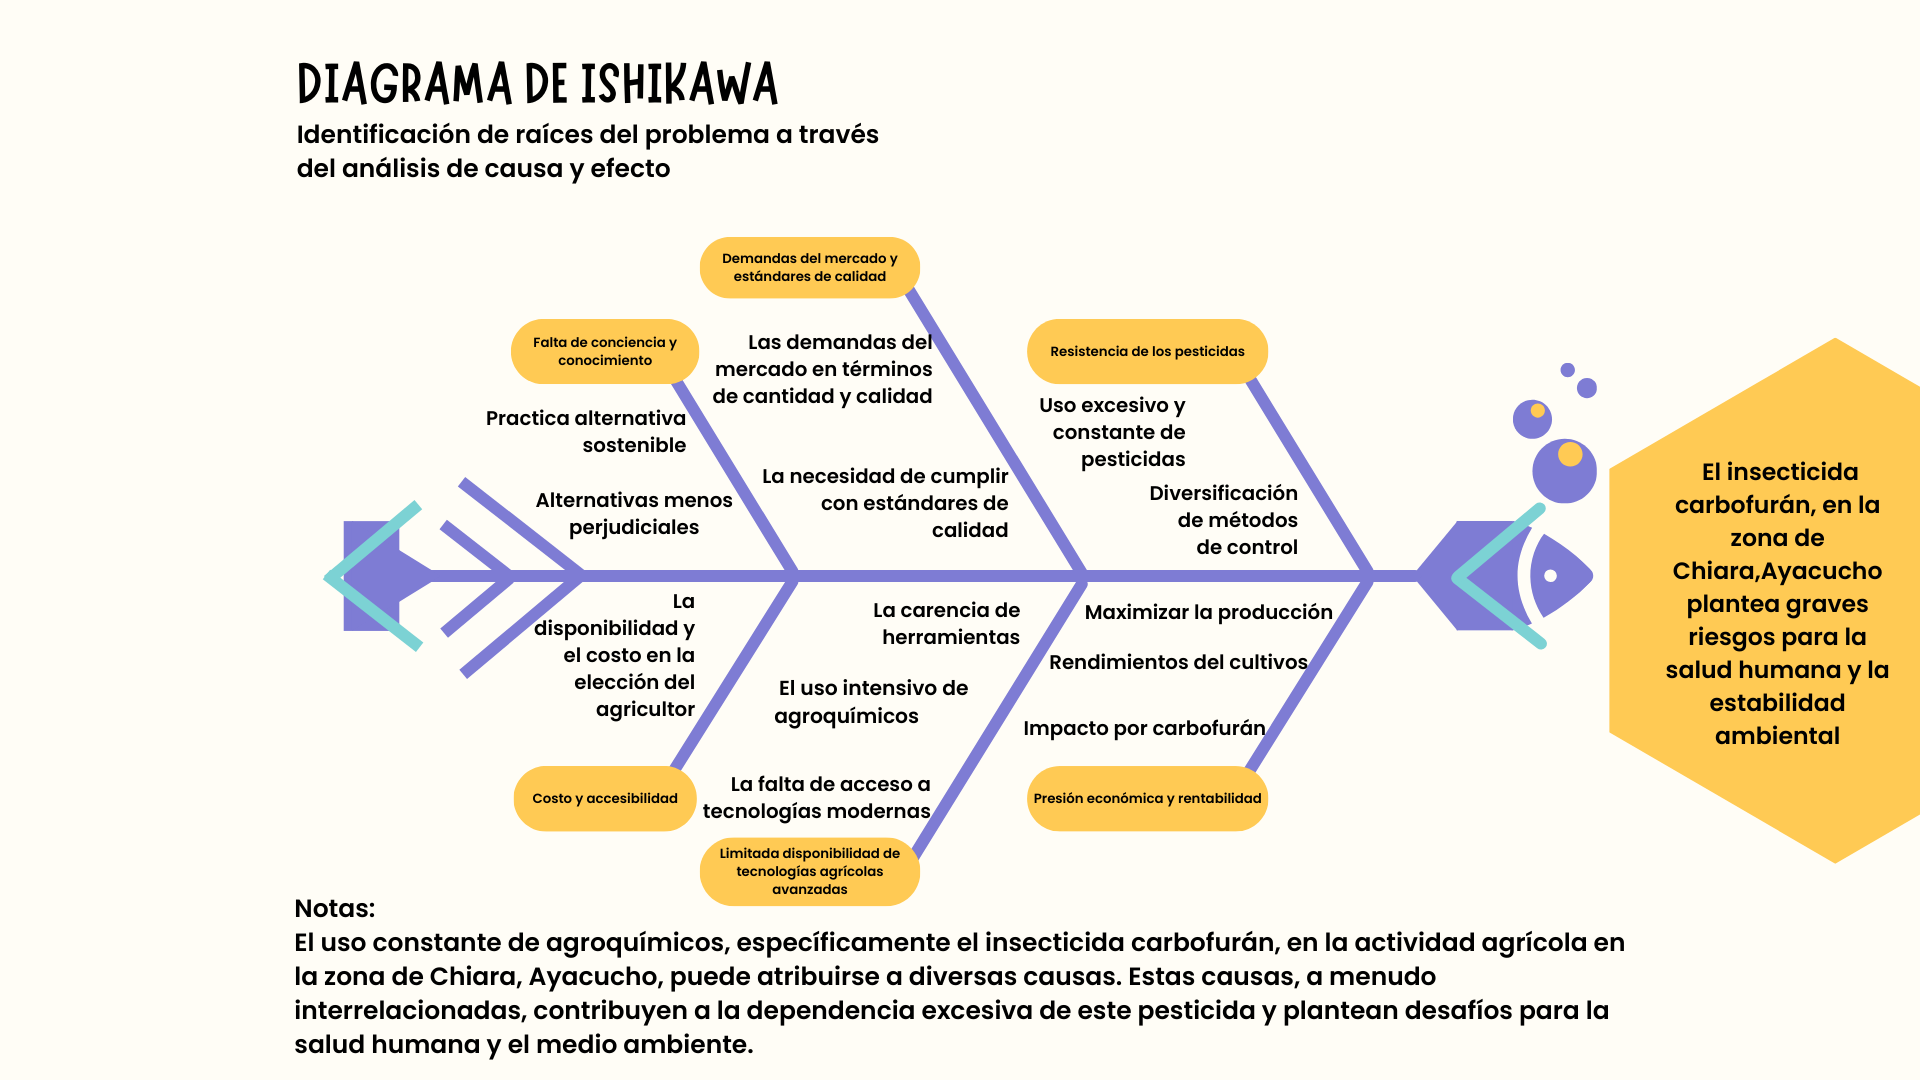 DIAGRAMA DE ISHIKAWA
Identificación de raíces del problema a través
del análisis de causa y efecto
Demandas del mercado y
estándares de calidad
Falta de conciencia y
conocimiento
Resistencia de los pesticidas
Las demandas del
mercado en términos
de cantidad y calidad
Practica alternativa
sostenible
Uso excesivo y
constante de
pesticidas
La necesidad de cumplir
con estándares de
calidad
Alternativas menos
perjudiciales
Diversificación
de métodos
de control
El insecticida
carbofurán, en la
zona de
Chiara,Ayacucho
plantea graves
riesgos para la
salud humana y la
estabilidad
ambiental
La
disponibilidad y
el costo en la
elección del
agricultor
La carencia de
herramientas
Maximizar la producción
Rendimientos del cultivos
El uso intensivo de
agroquímicos
Impacto por carbofurán
La falta de acceso a
tecnologías modernas
Costo y accesibilidad
Presión económica y rentabilidad
Limitada disponibilidad de
tecnologías agrícolas
avanzadas
Notas:
El uso constante de agroquímicos, específicamente el insecticida carbofurán, en la actividad agrícola en
la zona de Chiara, Ayacucho, puede atribuirse a diversas causas. Estas causas, a menudo
interrelacionadas, contribuyen a la dependencia excesiva de este pesticida y plantean desafíos para la
salud humana y el medio ambiente.